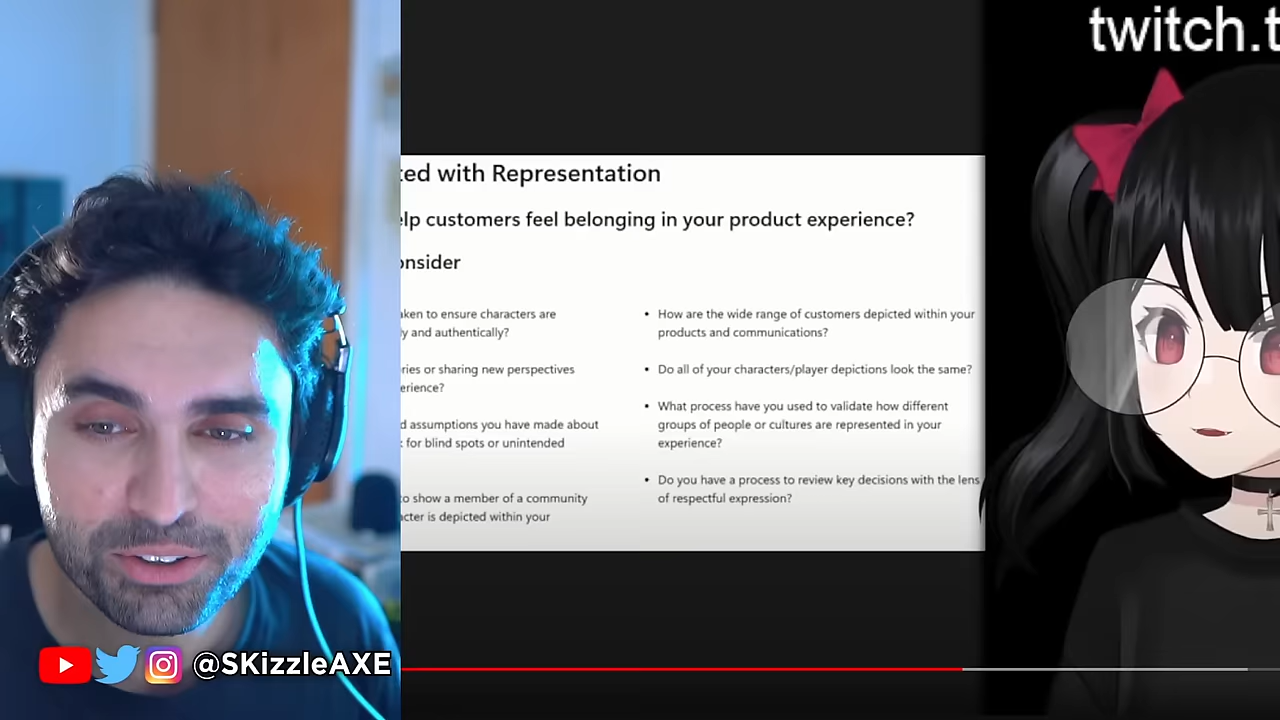 twitch.t
ted with Representation
elp customers feel belonging in your product experience?
onsider
aken to ensure characters are
y and authentically?
ries or sharing new perspectives
erience?
d assumptions you have made about
for blind spots or unintended
to show a member of a community
acter is depicted within your
• How are the wide range of customers depicted within your
products and communications?
• Do all of your characters/player depictions look the same?
• What process have you used to validate how different
groups of people or cultures are represented in your
experience?
• Do you have a process to review key decisions with the lens
of respectful expression?
@SKizzleAXE